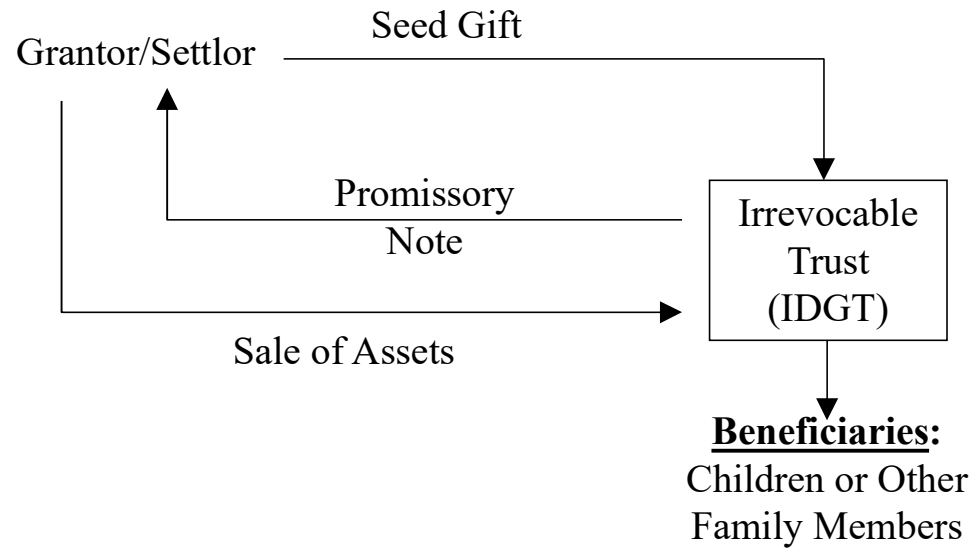 Seed Gift
Grantor/Settlor
Promissory
Note
Irrevocable
Trust
(IDGT)
Sale of Assets
Beneficiaries:
Children or Other
Family Members